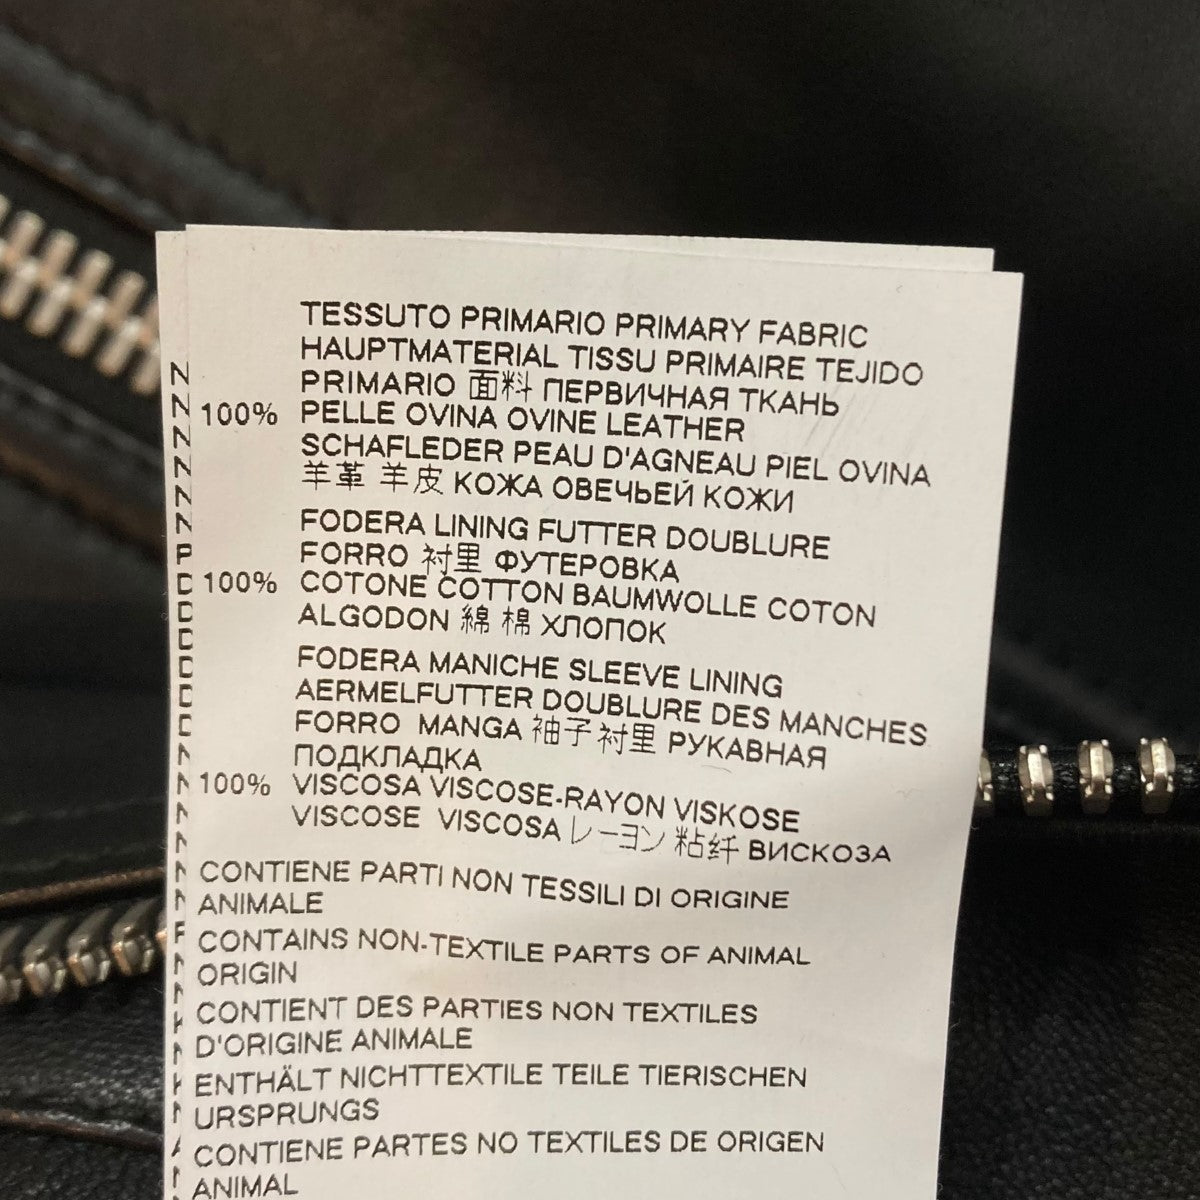 TESSUTO PRIMARIO PRIMARY FABRIC
HAUPTMATERIAL TISSU PRIMAIRE TEJIDO
PRIMARIO 面料 ПЕРВИЧНАЯ ТКАНЬ
100% PELLE OVINA OVINE LEATHER
SCHAFLEDER PEAU D'AGNEAU PIEL OVINA
羊革 羊皮 КОЖА ОВЕЧЬЕЙ КОЖИ
FODERA LINING FUTTER DOUBLURE
FORRO 衬里 ФУТЕРОВКА
100% COTONE COTTON BAUMWOLLE COTON
ALGODON 綿 棉 ХЛОПОК
FODERA MANICHE SLEEVE LINING
AERMELFUTTER DOUBLURE DES MANCHES
FORRO MANGA 袖子衬里 РУКАВНАЯ
ПОДКЛАДКА
100% VISCOSA VISCOSE-RAYON VISKOSE
VISCOSE VISCOSA レーヨン 粘纤 ВИСКОЗА
CONTIENE PARTI NON TESSILI DI ORIGINE
ANIMALE
CONTAINS NON-TEXTILE PARTS OF ANIMAL
ORIGIN
CONTIENT DES PARTIES NON TEXTILES
D'ORIGINE ANIMALE
ENTHÄLT NICHTTEXTILE TEILE TIERISCHEN
URSPRUNGS
CONTIENE PARTES NO TEXTILES DE ORIGEN
ANIMAL